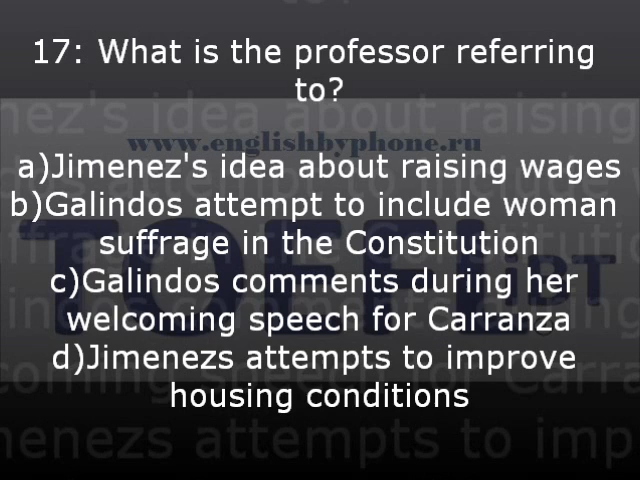 17: What is the professor referring
to?
www.englishbyphone.ru
a)Jimenez's idea about raising wages
b)Galindos attempt to include woman
suffrage in the Constitution
c)Galindos comments during her
welcoming speech for Carranza
d)Jimenezs attempts to improve
housing conditions
TOEFL iBT